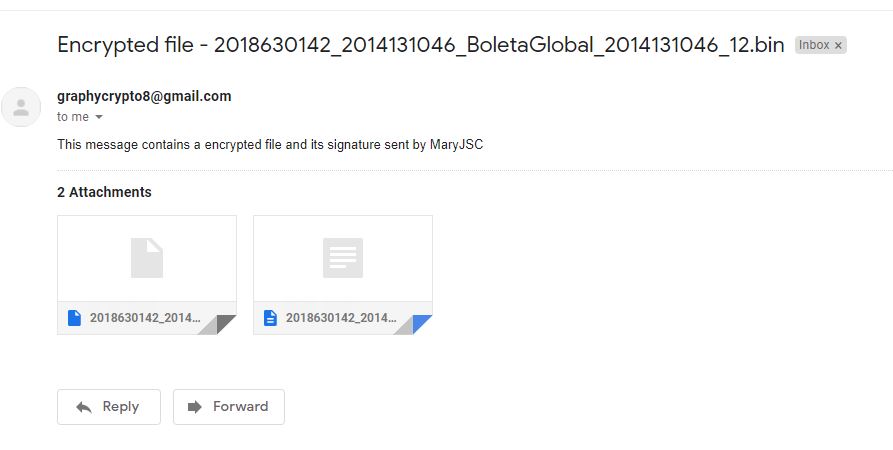 Encrypted file - 2018630142_2014131046_BoletaGlobal_2014131046_12.bin Inbox ×
graphycrypto8@gmail.com
to me
This message contains a encrypted file and its signature sent by MaryJSC
2 Attachments
2018630142_2014... 2018630142_2014...
Reply Forward